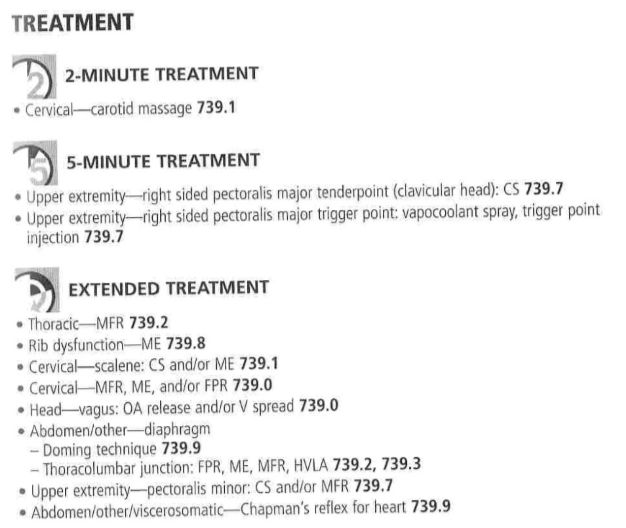 TREATMENT
2 2-MINUTE TREATMENT
• Cervical—carotid massage 739.1
5 5-MINUTE TREATMENT
• Upper extremity—right sided pectoralis major tenderpoint (clavicular head): CS 739.7
• Upper extremity—right sided pectoralis major trigger point: vapocoolant spray, trigger point
injection 739.7
EXTENDED TREATMENT
• Thoracic—MFR 739.2
• Rib dysfunction—ME 739.8
• Cervical—scalene: CS and/or ME 739.1
• Cervical—MFR, ME, and/or FPR 739.0
• Head—vagus: OA release and/or V spread 739.0
• Abdomen/other—diaphragm
– Doming technique 739.9
– Thoracolumbar junction: FPR, ME, MFR, HVLA 739.2, 739.3
• Upper extremity—pectoralis minor: CS and/or MFR 739.7
• Abdomen/other/viscerosomatic—Chapman's reflex for heart 739.9